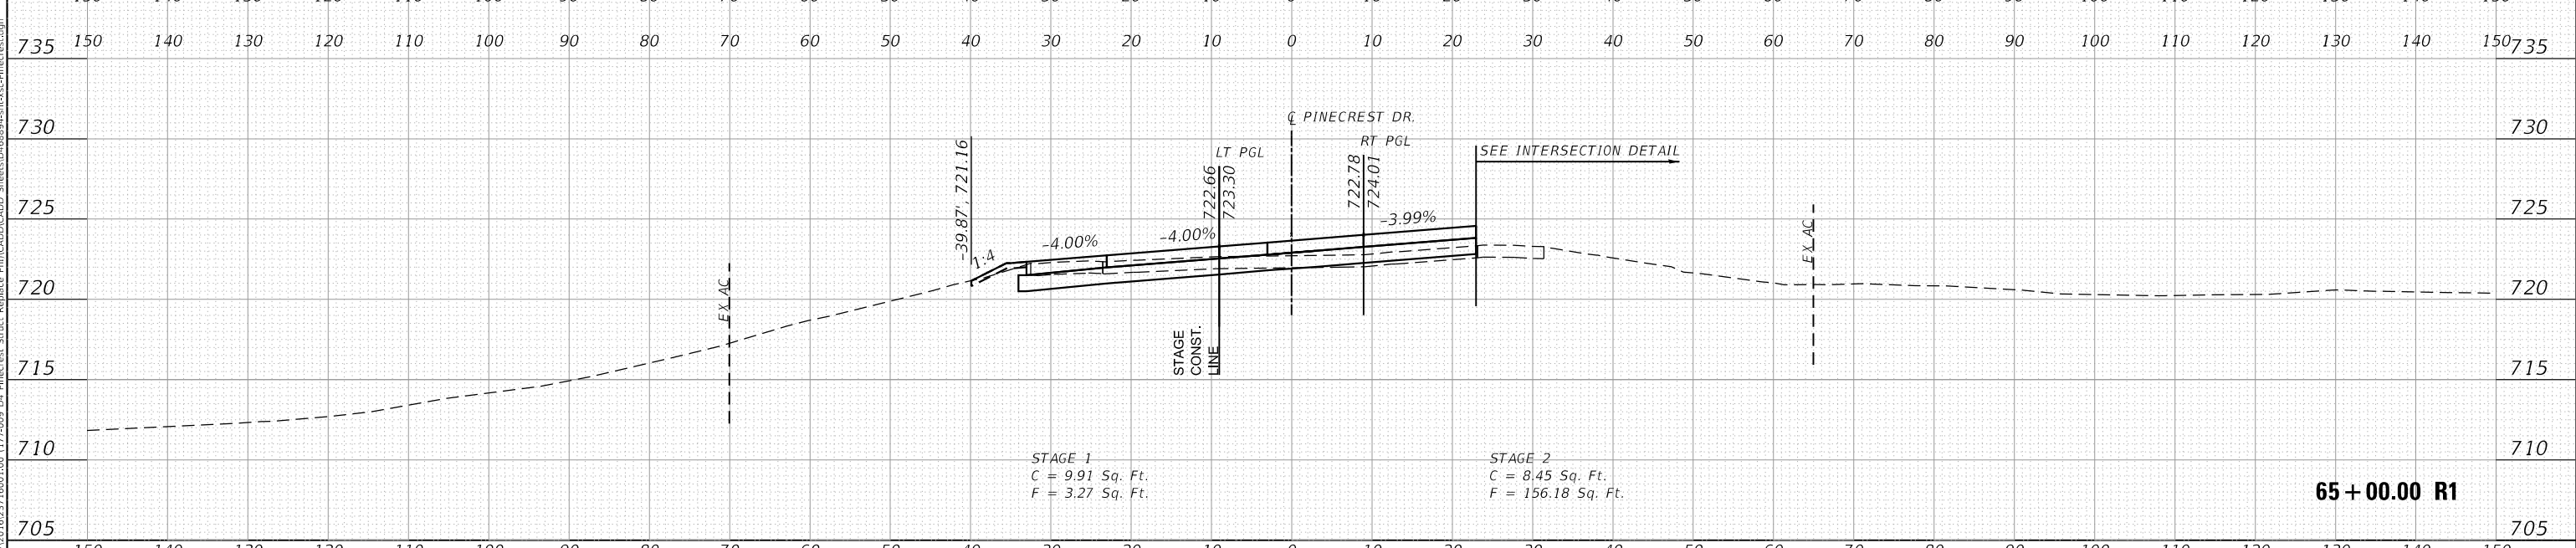 735 150 140 130 120 110 100 90 80 70 60 50 40 30 20 10 0 10 20 30 40 50 60 70 80 90 100 110 120 130 140 150 735
730 730
℄ PINECREST DR.
LT PGL
RT PGL
SEE INTERSECTION DETAIL
-39.87', 721.16
722.66
723.30
722.78
724.01
725 725
1:4
-4.00%
-4.00%
-3.99%
EX AC
EX AC
720 720
STAGE
CONST.
LINE
715 715
710 710
STAGE 1
C = 9.91 Sq. Ft.
F = 3.27 Sq. Ft.
STAGE 2
C = 8.45 Sq. Ft.
F = 156.18 Sq. Ft.
65+00.00 R1
705 705